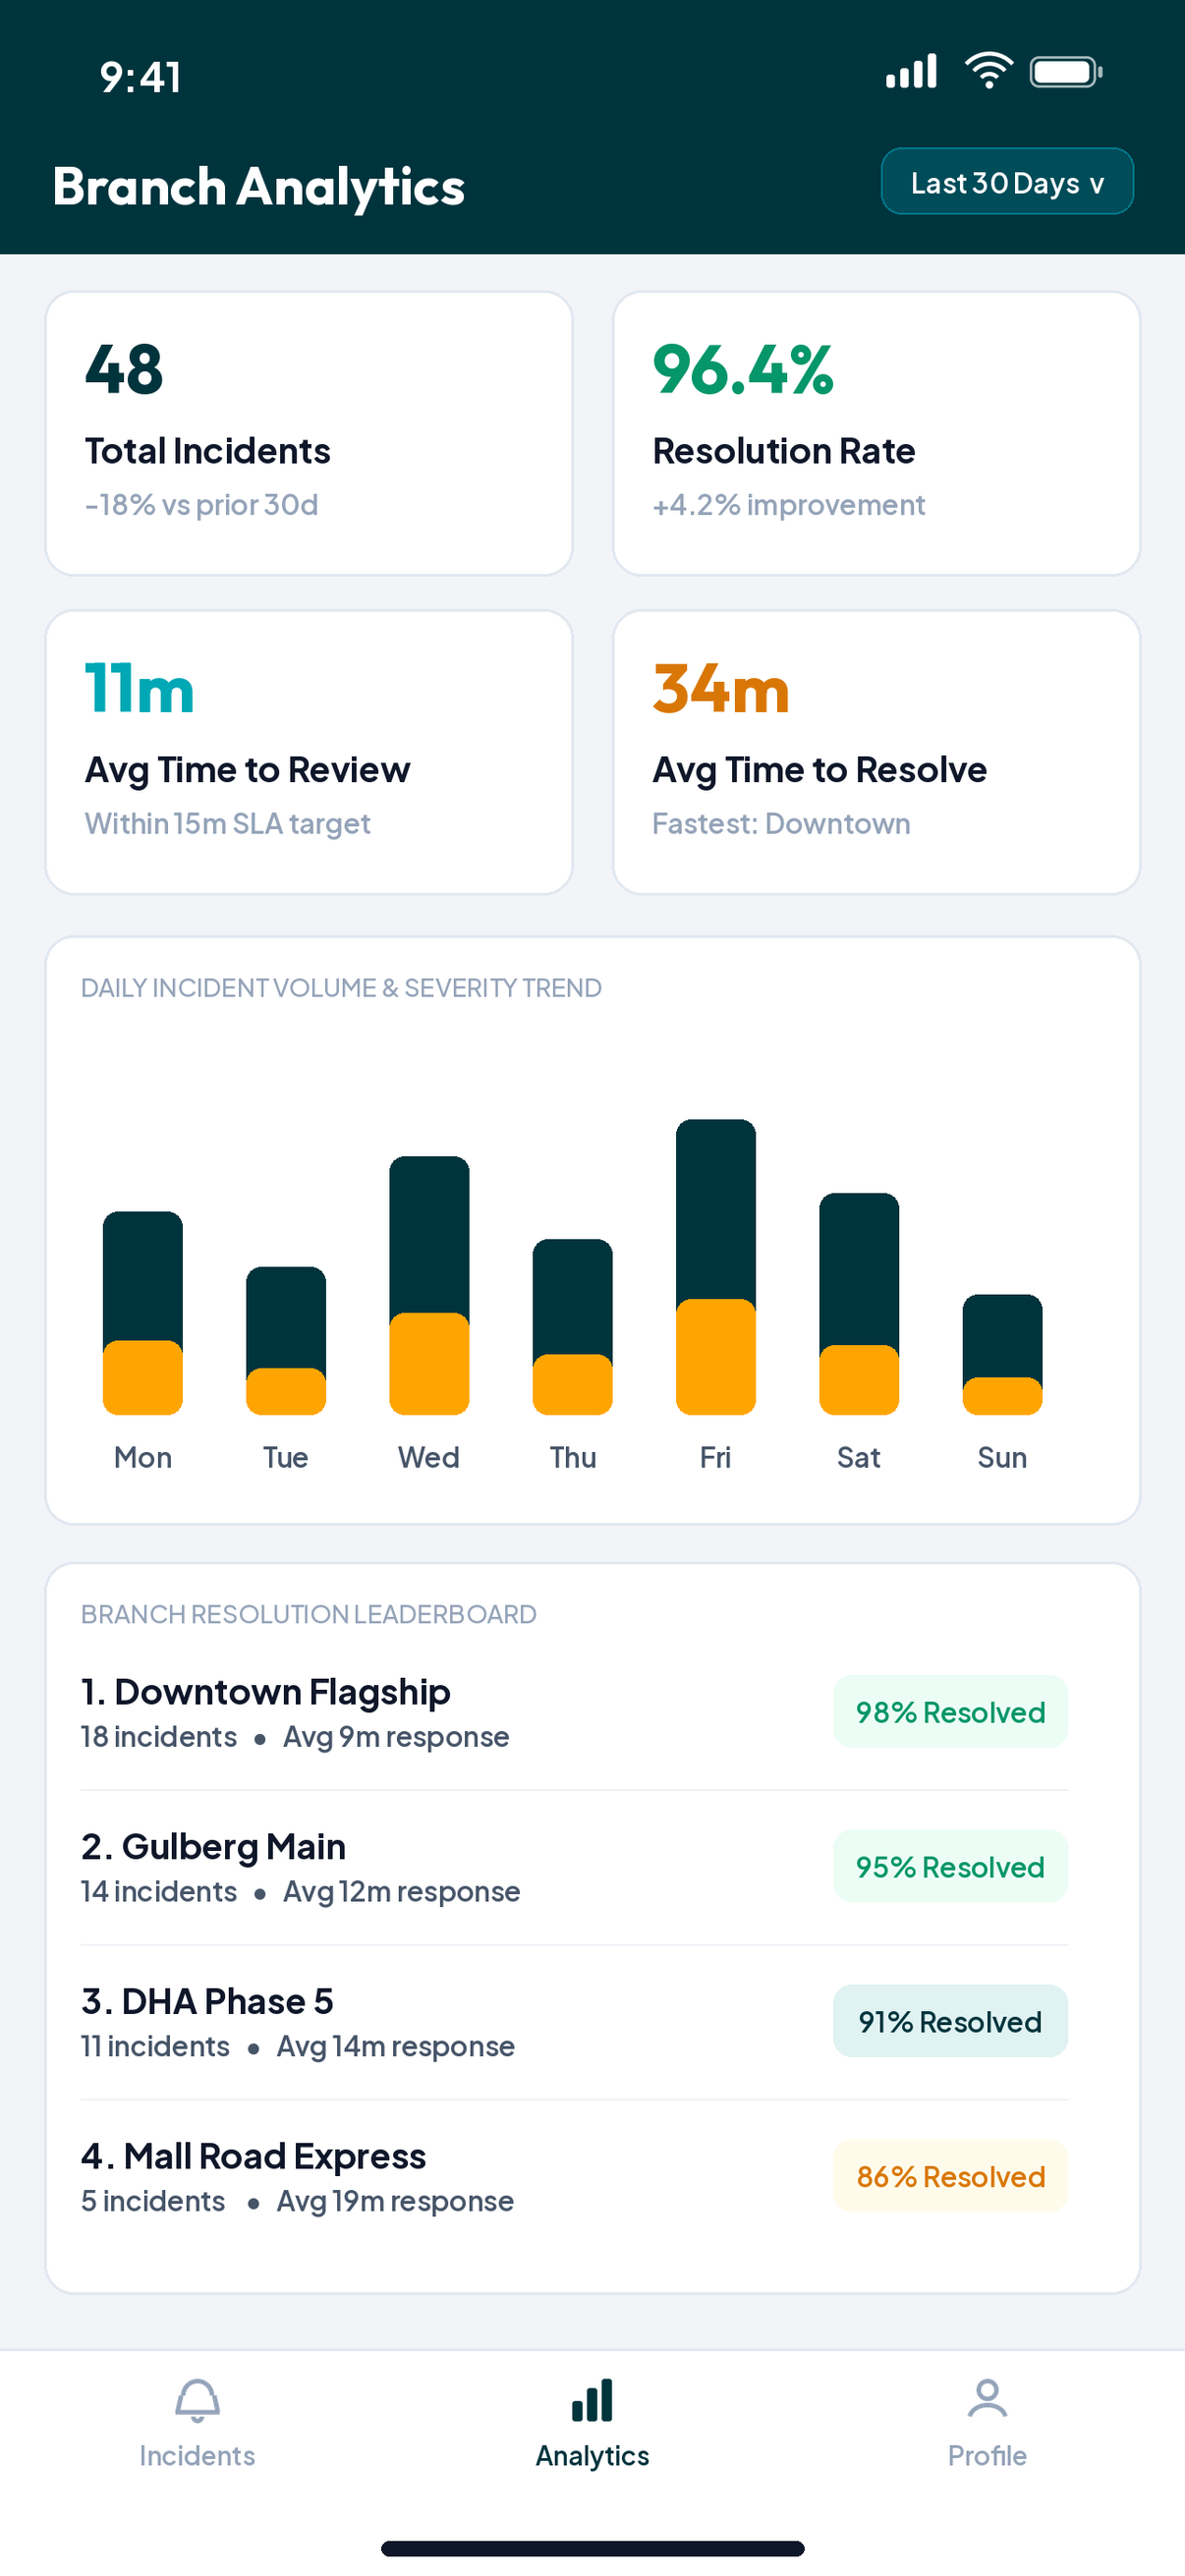 9:41
Branch Analytics
Last 30 Days v
48
Total Incidents
-18% vs prior 30d
96.4%
Resolution Rate
+4.2% improvement
11m
Avg Time to Review
Within 15m SLA target
34m
Avg Time to Resolve
Fastest: Downtown
DAILY INCIDENT VOLUME & SEVERITY TREND
Mon Tue Wed Thu Fri Sat Sun
BRANCH RESOLUTION LEADERBOARD
1. Downtown Flagship
18 incidents • Avg 9m response
98% Resolved
2. Gulberg Main
14 incidents • Avg 12m response
95% Resolved
3. DHA Phase 5
11 incidents • Avg 14m response
91% Resolved
4. Mall Road Express
5 incidents • Avg 19m response
86% Resolved
Incidents Analytics Profile